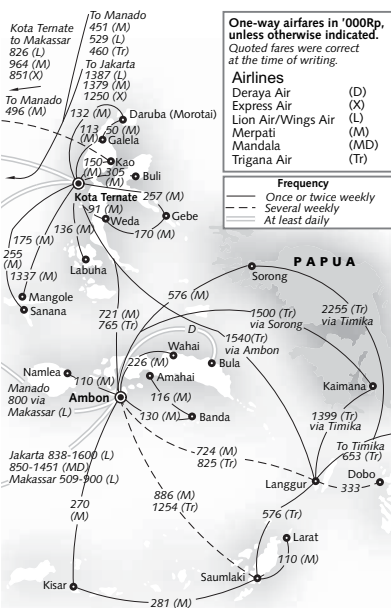 To Manado
451 (M)
529 (L)
460 (Tr)
Kota Ternate
to Makassar
826 (L)
964 (M)
851(X)
To Jakarta
1387 (L)
1379 (M)
1250 (X)
To Manado
496 (M)
One-way airfares in '000Rp,
unless otherwise indicated.
Quoted fares were correct
at the time of writing.
Airlines
Deraya Air (D)
Express Air (X)
Lion Air/Wings Air (L)
Merpati (M)
Mandala (MD)
Trigana Air (Tr)
Frequency
Once or twice weekly
Several weekly
At least daily
132 (M)
Daruba (Morotai)
113
(M)
50 (M)
Galela
150
(M)
Kao
305
(M)
Buli
Kota Ternate
257 (M)
91 (M)
Weda
Gebe
136 (M)
170 (M)
175 (M)
255
(M)
Labuha
1337 (M)
Mangole
Sanana
PAPUA
Sorong
576 (M)
721 (M)
765 (Tr)
1500 (Tr)
via Sorong
2255 (Tr)
via Timika
1540(Tr)
via Ambon
D
Wahai
226 (M)
Bula
Namlea
110 (M)
Amahai
116 (M)
Manado
800 via
Makassar (L)
Ambon
130 (M)
Banda
Kaimana
1399 (Tr)
via Timika
Jakarta 838-1600 (L)
850-1451 (MD)
Makassar 509-900 (L)
724 (M)
825 (Tr)
To Timika
653 (Tr)
Dobo
Langgur
333
270
(M)
886 (M)
1254 (Tr)
576 (Tr)
Larat
110 (M)
Saumlaki
Kisar
281 (M)